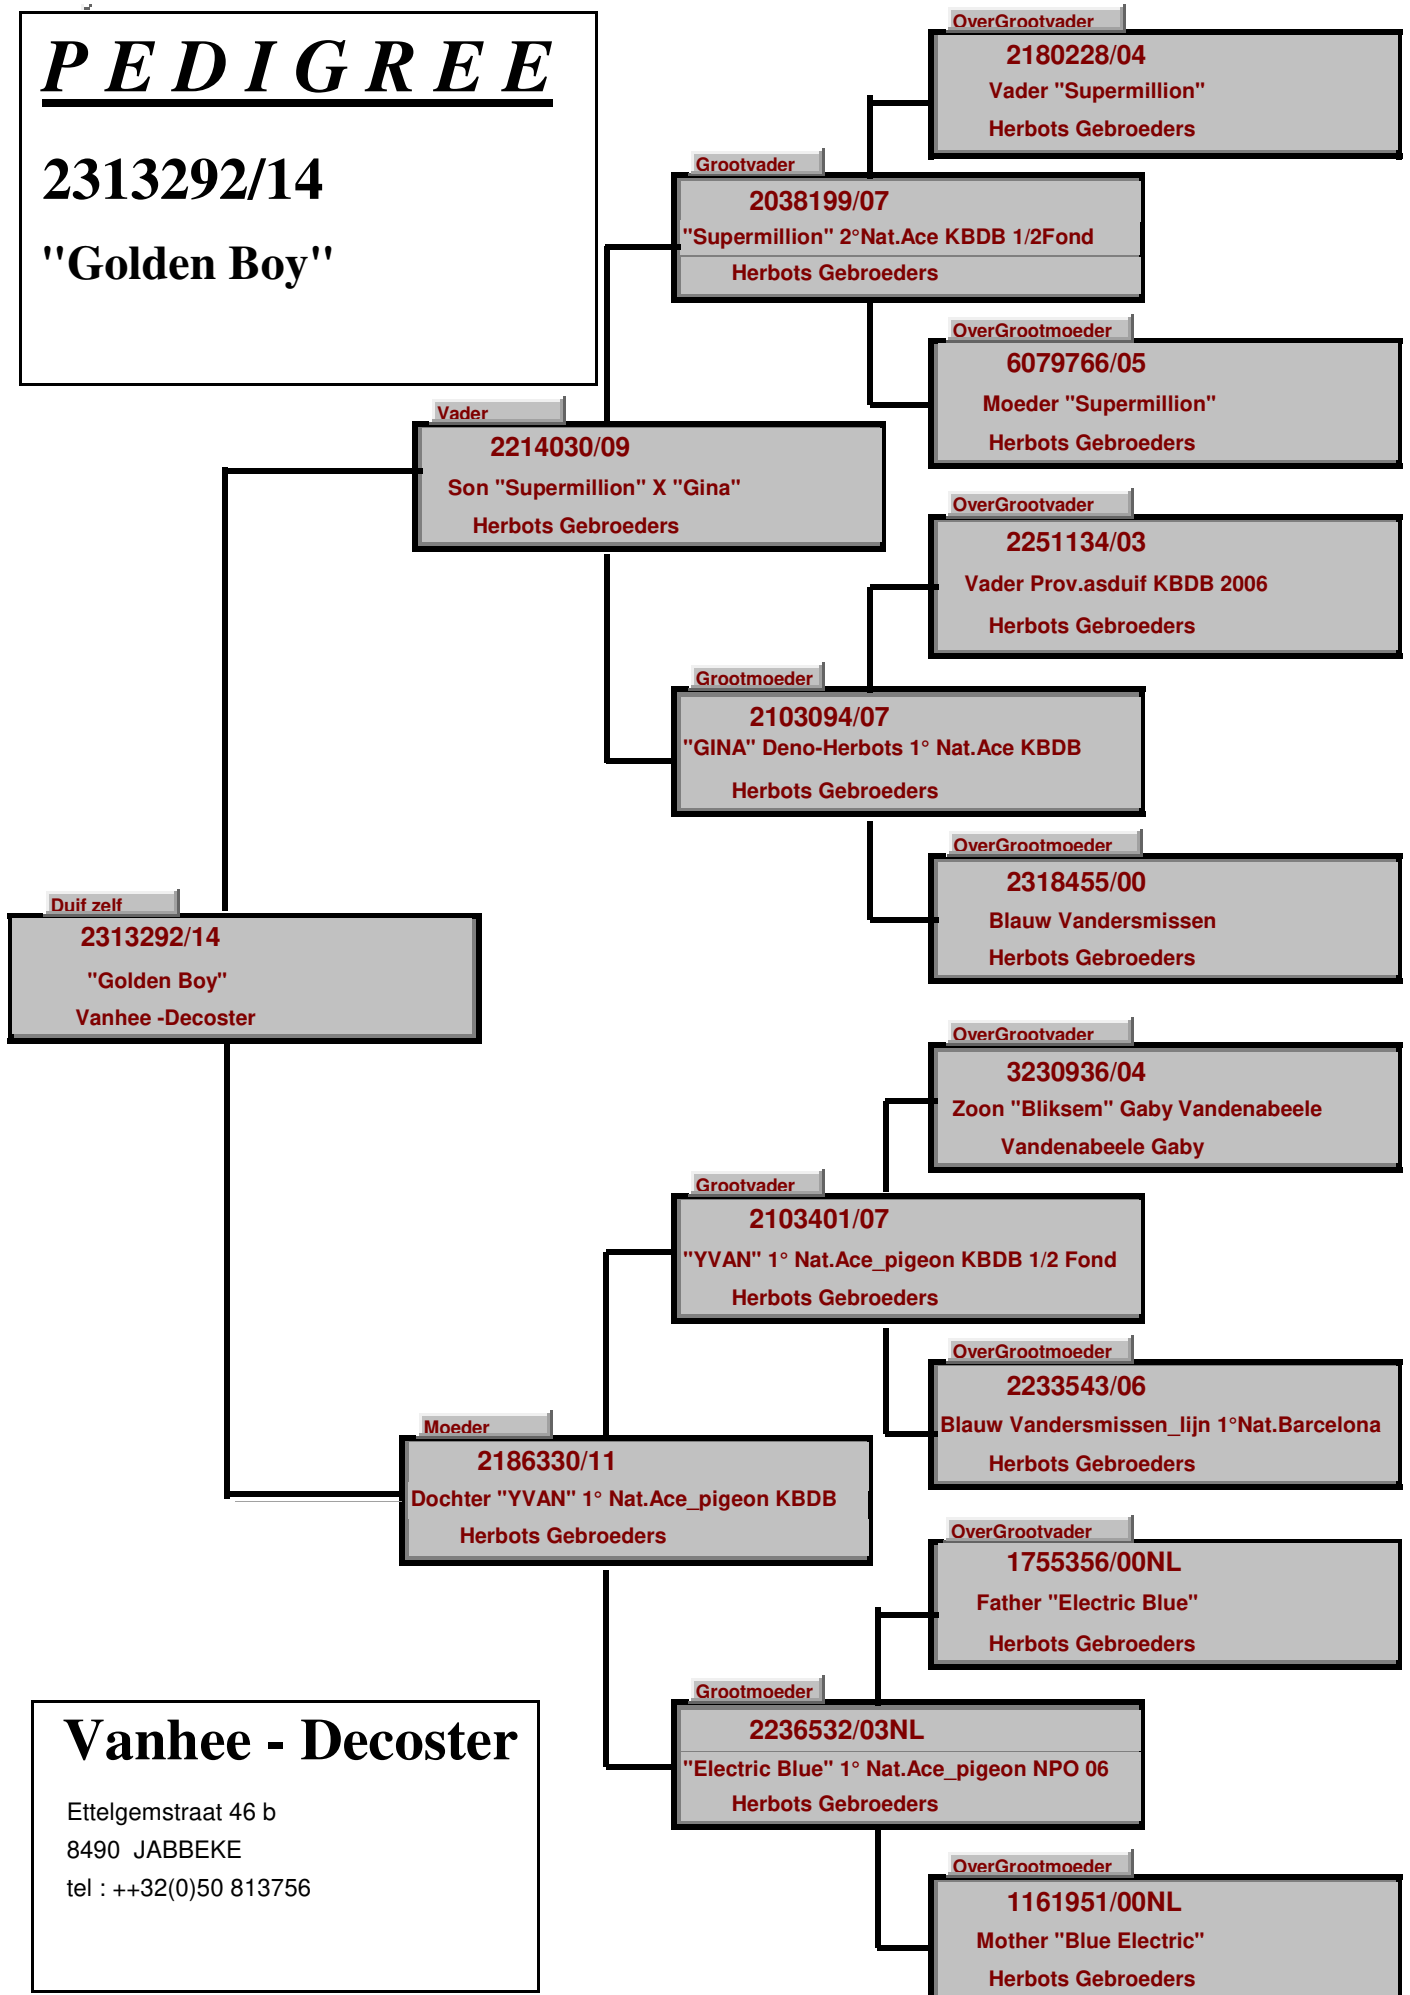 P E D I G R E E
2313292/14
"Golden Boy"
OverGrootvader
2180228/04
Vader "Supermillion"
Herbots Gebroeders
Grootvader
2038199/07
"Supermillion" 2°Nat.Ace KBDB 1/2Fond
Herbots Gebroeders
OverGrootmoeder
6079766/05
Moeder "Supermillion"
Herbots Gebroeders
Vader
2214030/09
Son "Supermillion" X "Gina"
Herbots Gebroeders
OverGrootvader
2251134/03
Vader Prov.asduif KBDB 2006
Herbots Gebroeders
Grootmoeder
2103094/07
"GINA" Deno-Herbots 1° Nat.Ace KBDB
Herbots Gebroeders
OverGrootmoeder
2318455/00
Blauw Vandersmissen
Herbots Gebroeders
Duif zelf
2313292/14
"Golden Boy"
Vanhee -Decoster
OverGrootvader
3230936/04
Zoon "Bliksem" Gaby Vandenabeele
Vandenabeele Gaby
Grootvader
2103401/07
"YVAN" 1° Nat.Ace_pigeon KBDB 1/2 Fond
Herbots Gebroeders
OverGrootmoeder
2233543/06
Blauw Vandersmissen_lijn 1°Nat.Barcelona
Herbots Gebroeders
Moeder
2186330/11
Dochter "YVAN" 1° Nat.Ace_pigeon KBDB
Herbots Gebroeders
OverGrootvader
1755356/00NL
Father "Electric Blue"
Herbots Gebroeders
Grootmoeder
2236532/03NL
"Electric Blue" 1° Nat.Ace_pigeon NPO 06
Herbots Gebroeders
OverGrootmoeder
1161951/00NL
Mother "Blue Electric"
Herbots Gebroeders
Vanhee - Decoster
Ettelgemstraat 46 b
8490 JABBEKE
tel : ++32(0)50 813756